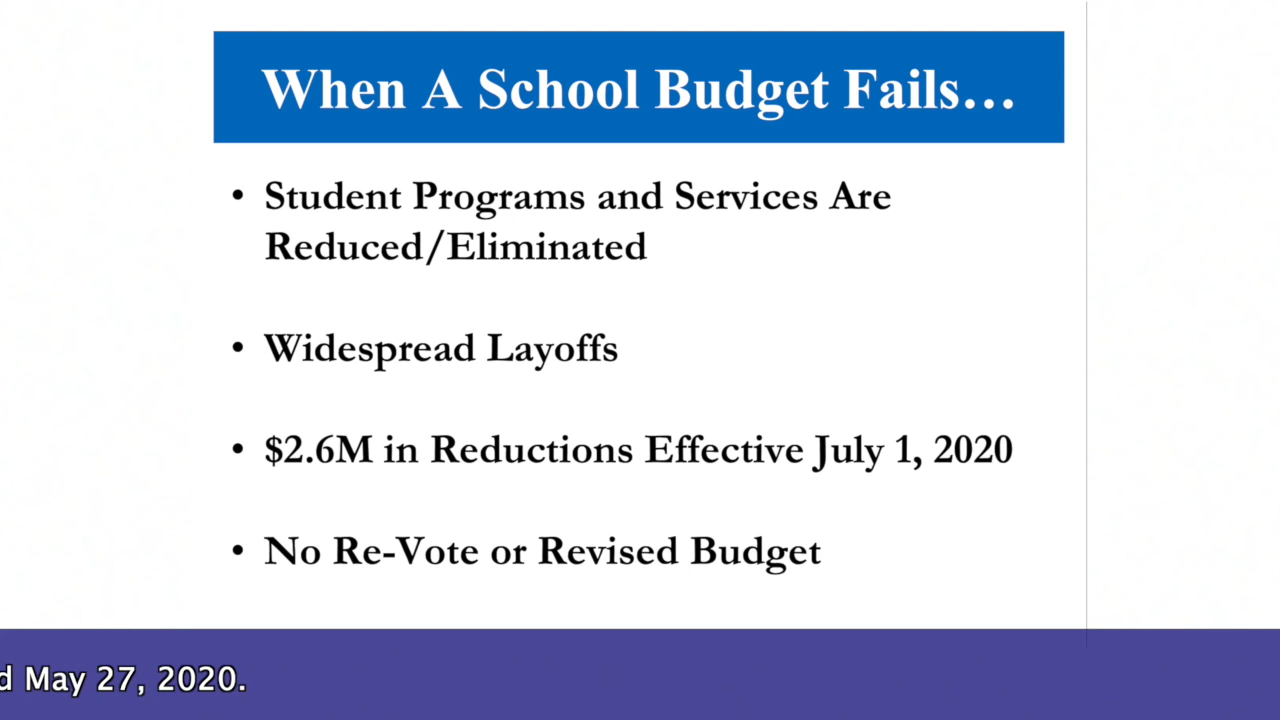 When A School Budget Fails…
• Student Programs and Services Are
Reduced/Eliminated
• Widespread Layoffs
• $2.6M in Reductions Effective July 1, 2020
• No Re-Vote or Revised Budget
d May 27, 2020.